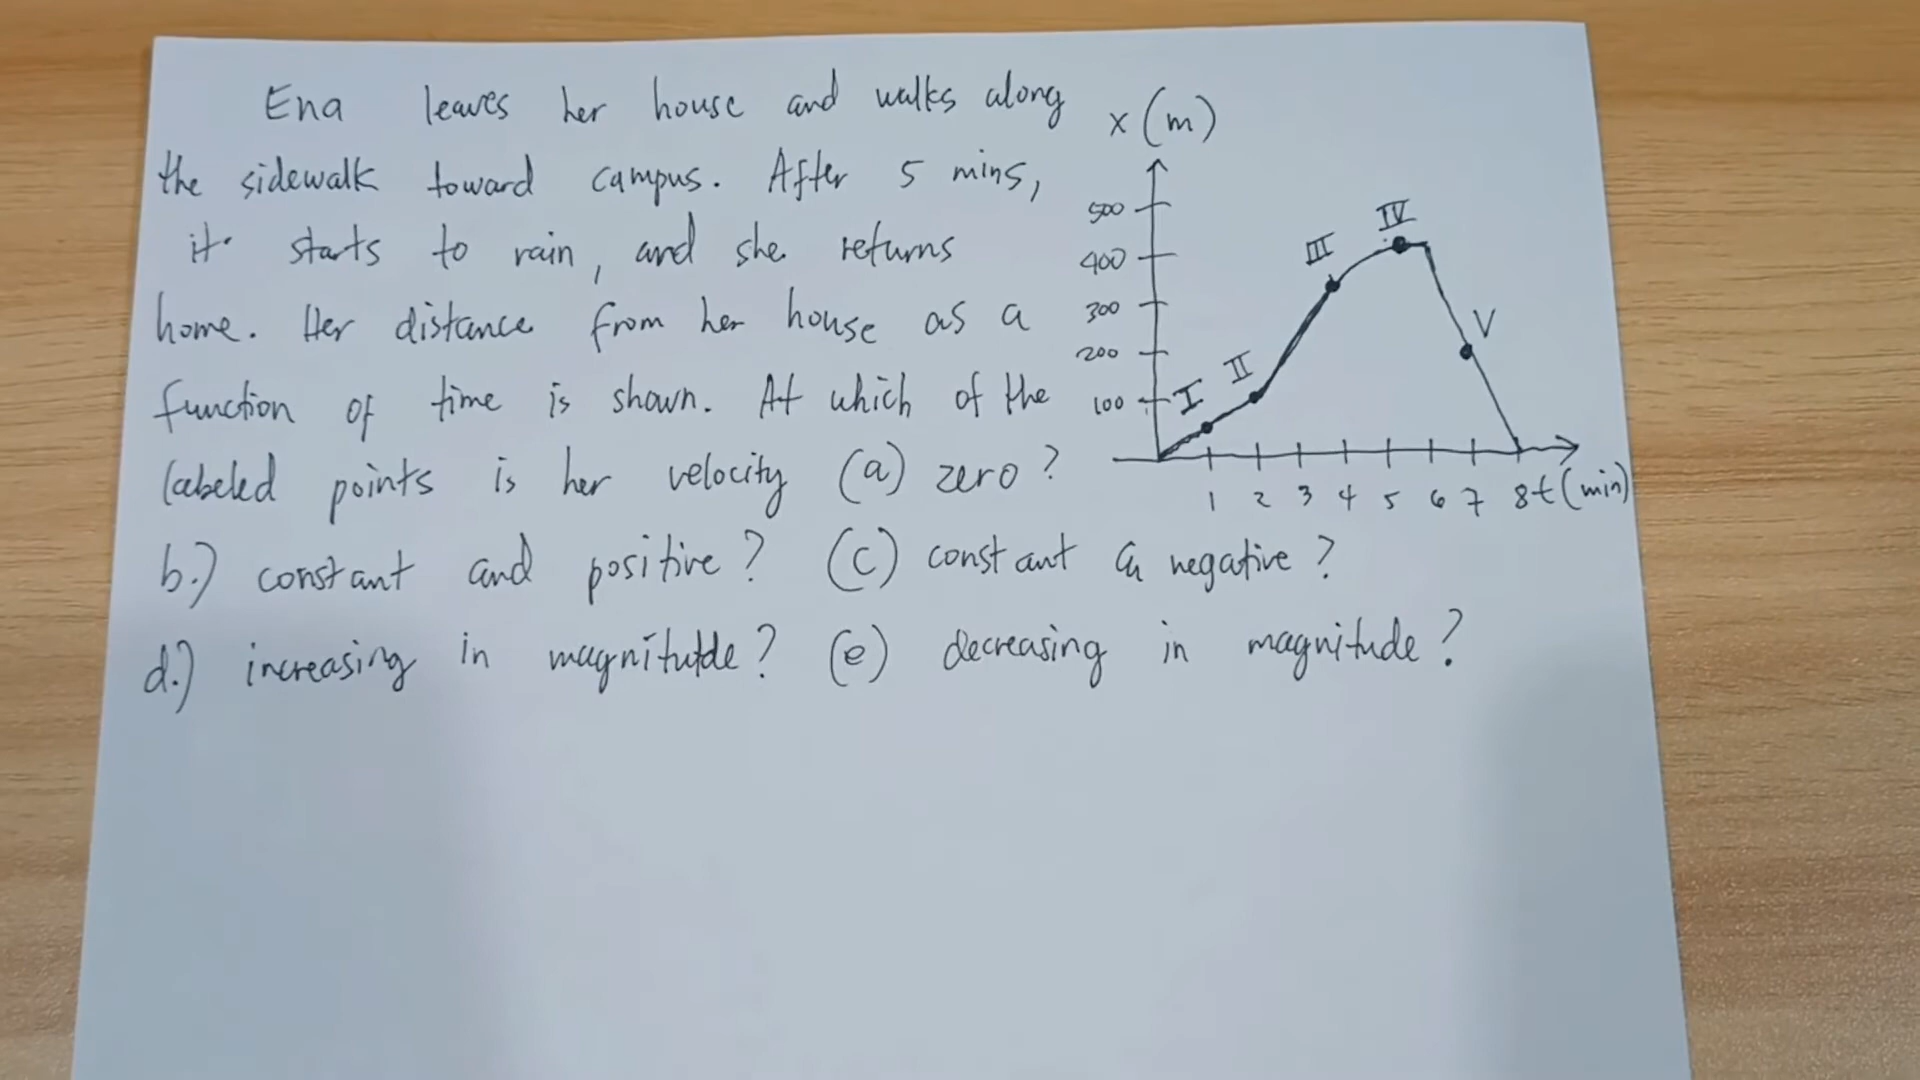 Ena leaves her house and walks along
the sidewalk toward campus. After 5 mins,
it starts to rain, and she returns
home. Her distance from her house as a
function of time is shown. At which of the
labeled points is her velocity (a) zero?
b.) constant and positive? (c) constant & negative?
d.) increasing in magnitude? (e) decreasing in magnitude?
x (m)
500
400
300
200
100
I
II
III
IV
V
1 2 3 4 5 6 7 8 t (min)